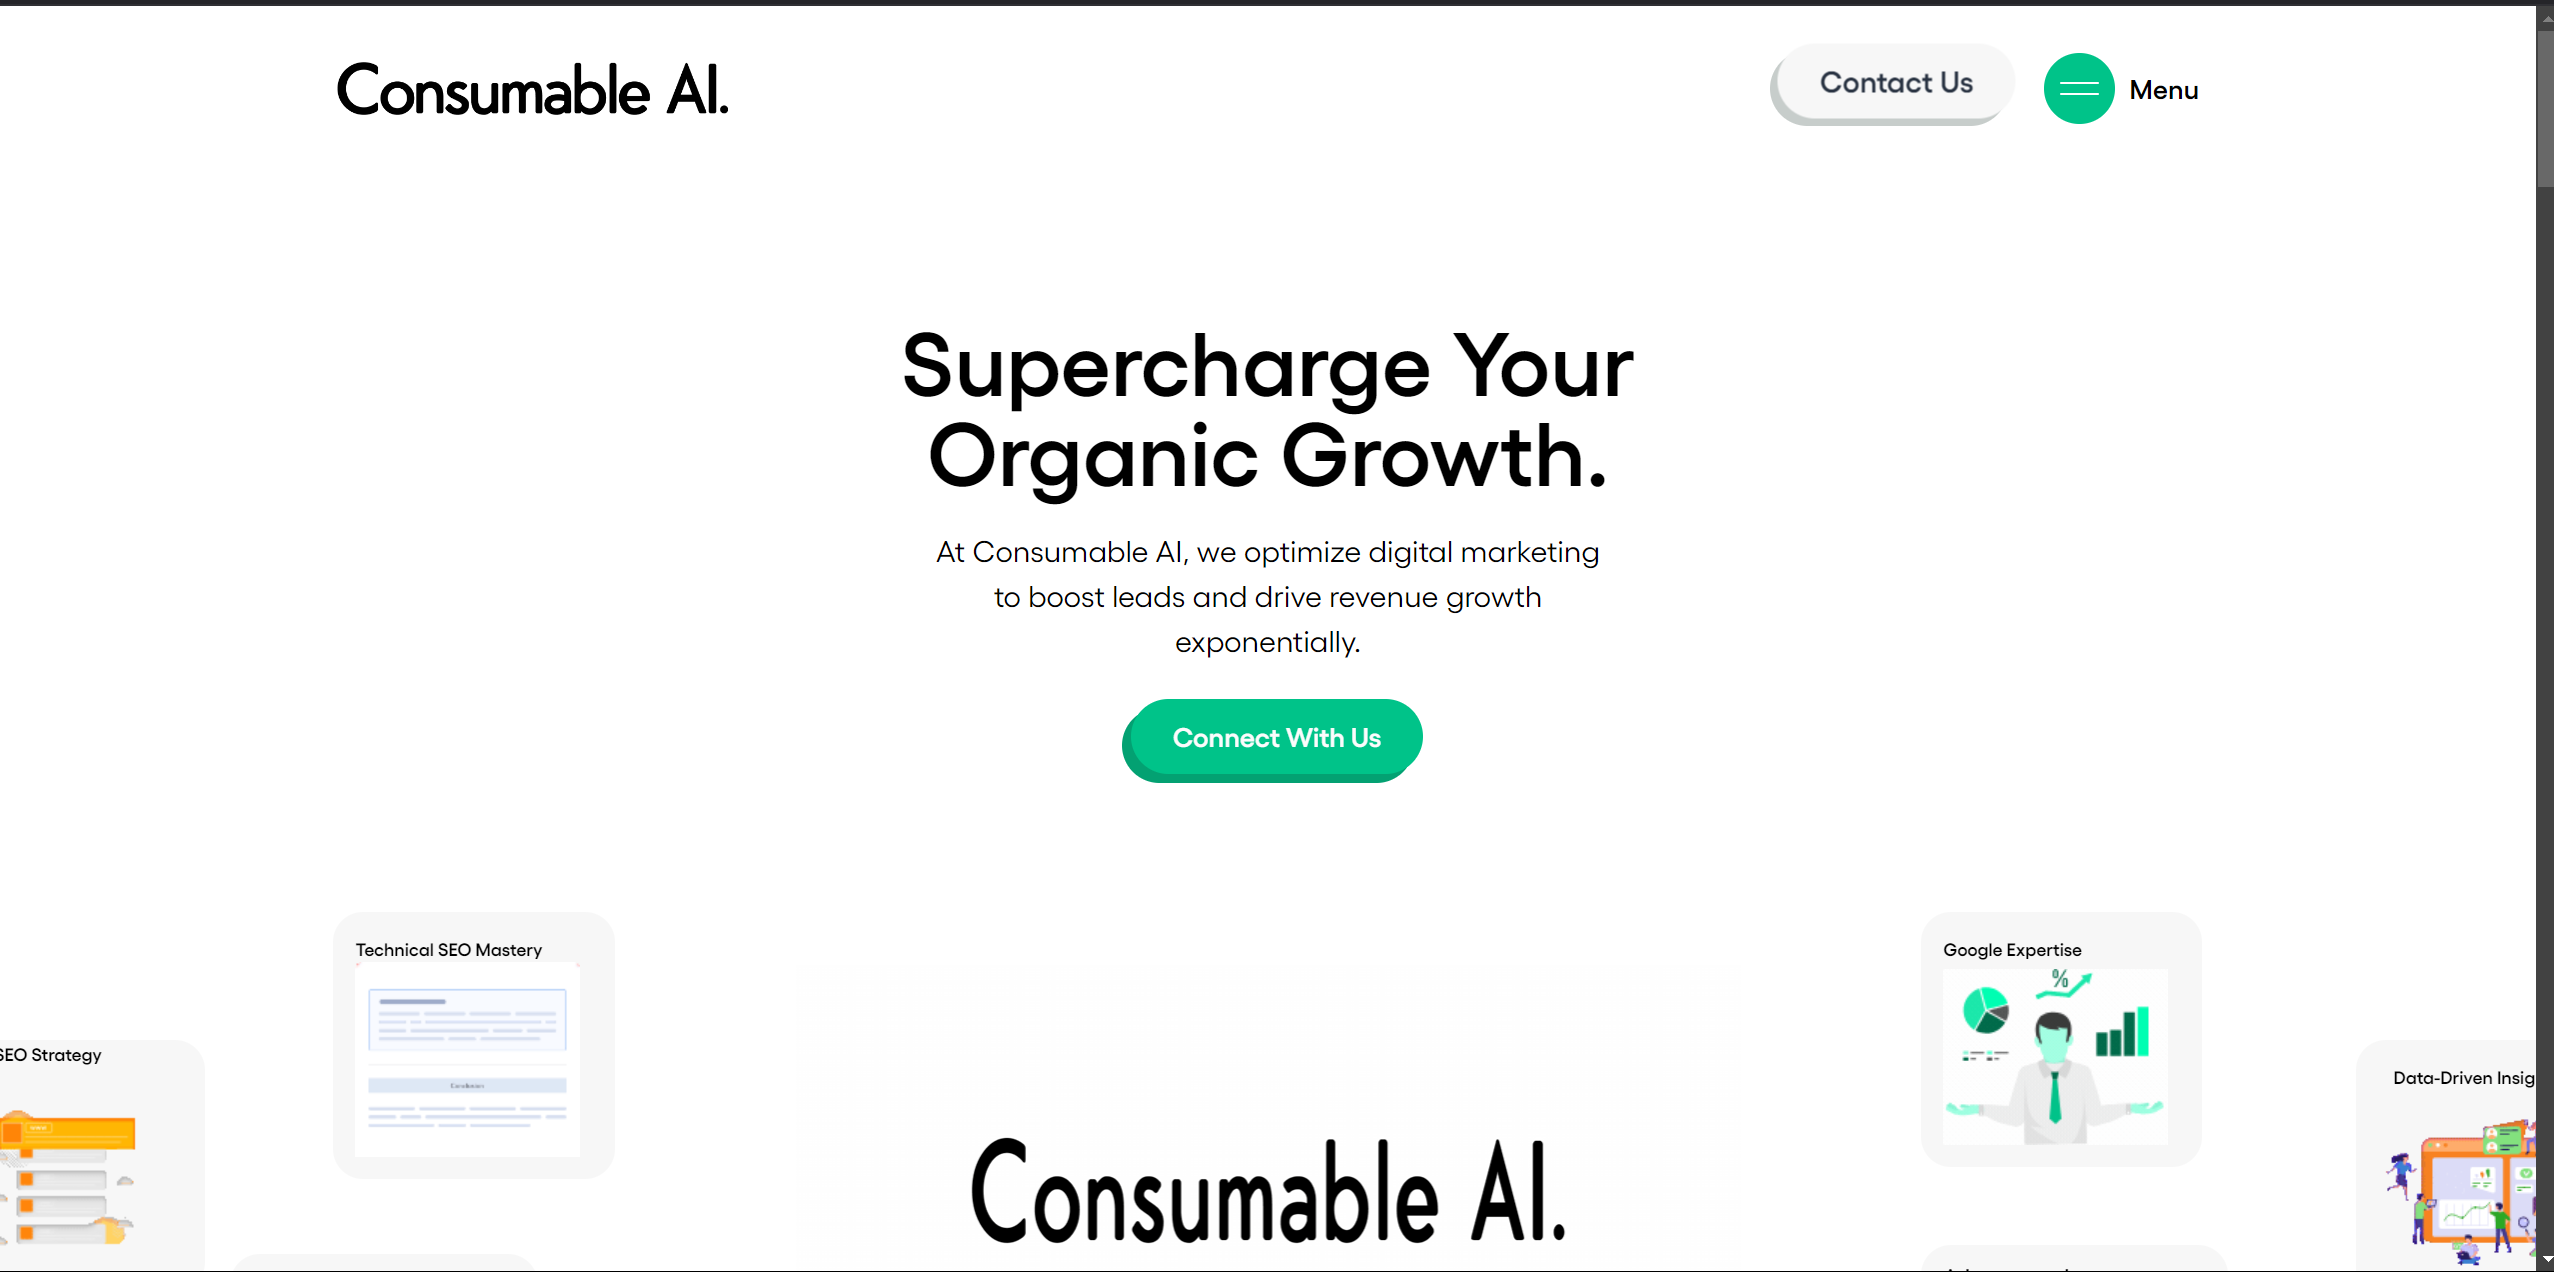 Consumable AI.
Contact Us
Menu
Supercharge Your
Organic Growth.
At Consumable AI, we optimize digital marketing
to boost leads and drive revenue growth
exponentially.
Connect With Us
Technical SEO Mastery
Google Expertise
%
SEO Strategy
Data-Driven Insig
www
Conclusion
Consumable AI.